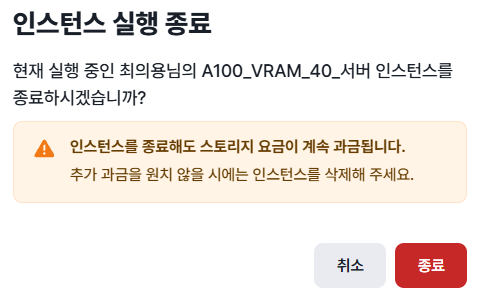 인스턴스 실행 종료
현재 실행 중인 최의용님의 A100_VRAM_40_서버 인스턴스를
종료하시겠습니까?
인스턴스를 종료해도 스토리지 요금이 계속 과금됩니다.
추가 과금을 원치 않을 시에는 인스턴스를 삭제해 주세요.
취소
종료